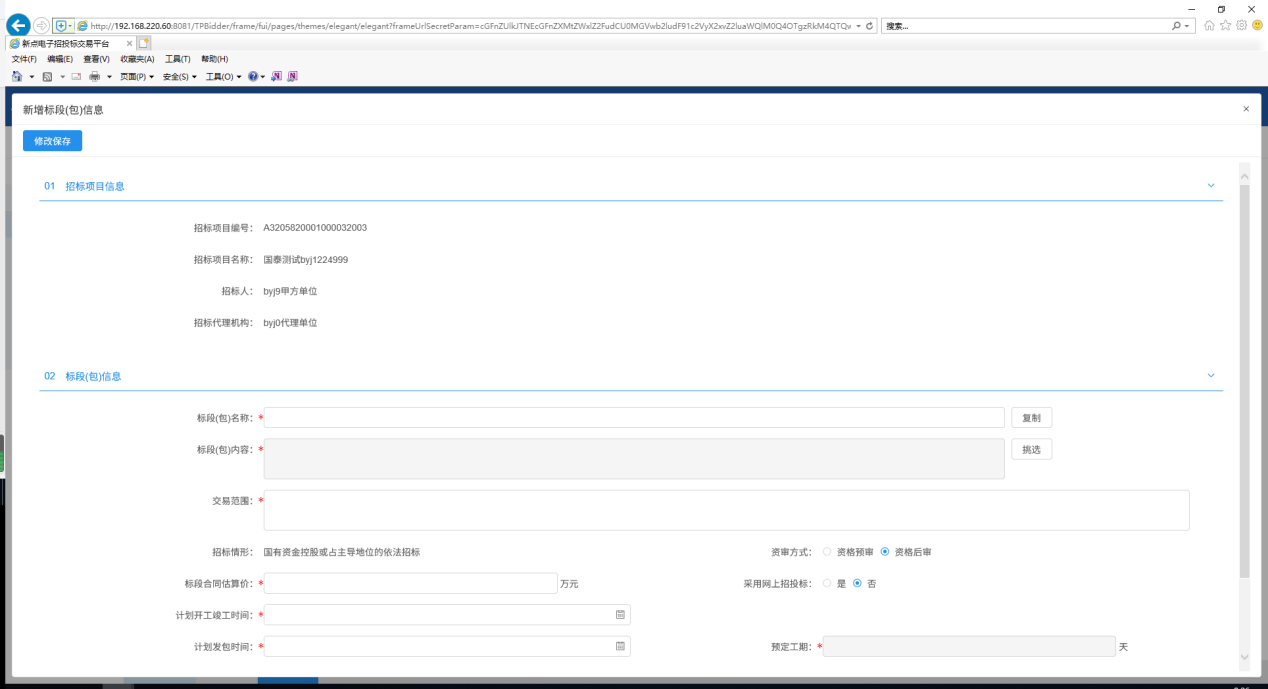 http://192.168.220.60:8081/TPBidder/frame/fui/pages/themes/elegant/elegant?frameUrlSecretParam=
搜索...
新点电子招投标交易平台
文件(F) 编辑(E) 查看(V) 收藏夹(A) 工具(T) 帮助(H)
页面(P) 安全(S) 工具(O)
新增标段(包)信息
修改保存
01 招标项目信息
招标项目编号: A3205820001000032003
招标项目名称: 国泰测试byj1224999
招标人: byj9甲方单位
招标代理机构: byj0代理单位
02 标段(包)信息
标段(包)名称: * 复制
标段(包)内容: * 挑选
交易范围: *
招标情形: 国有资金控股或占主导地位的依法招标 资审方式: 资格预审 资格后审
标段合同估算价: * 万元 采用网上招投标: 是 否
计划开工竣工时间: *
计划发包时间: * 预定工期: * 天